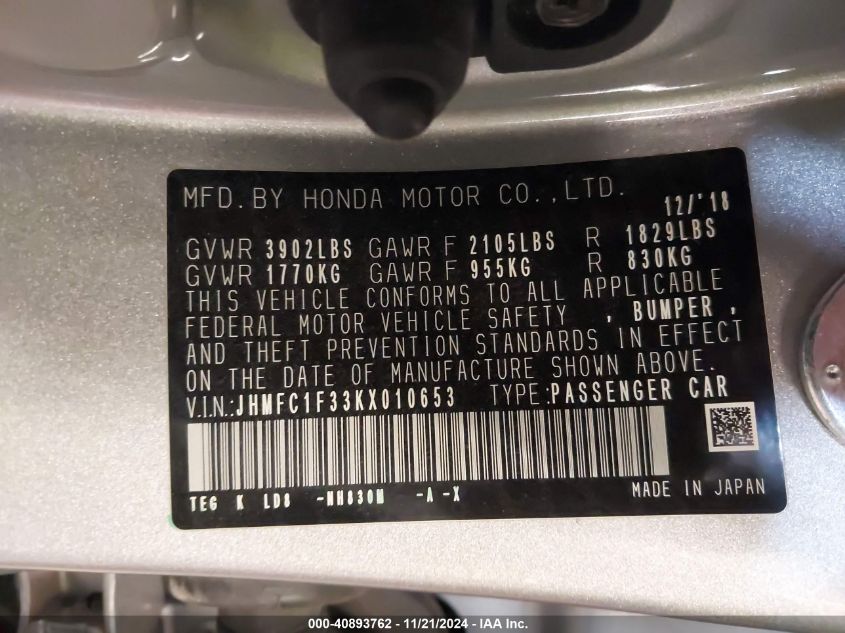 MFD. BY HONDA MOTOR CO., LTD. 12/'18
GVWR 3902LBS GAWR F 2105LBS R 1829LBS
GVWR 1770KG GAWR F 955KG R 830KG
THIS VEHICLE CONFORMS TO ALL APPLICABLE
FEDERAL MOTOR VEHICLE SAFETY , BUMPER ,
AND THEFT PREVENTION STANDARDS IN EFFECT
ON THE DATE OF MANUFACTURE SHOWN ABOVE.
V.I.N.:JHMFC1F33KX010653 TYPE:PASSENGER CAR
TEG K LD8 -NH830M -A -X MADE IN JAPAN
000-40893762 - 11/21/2024 - IAA Inc.